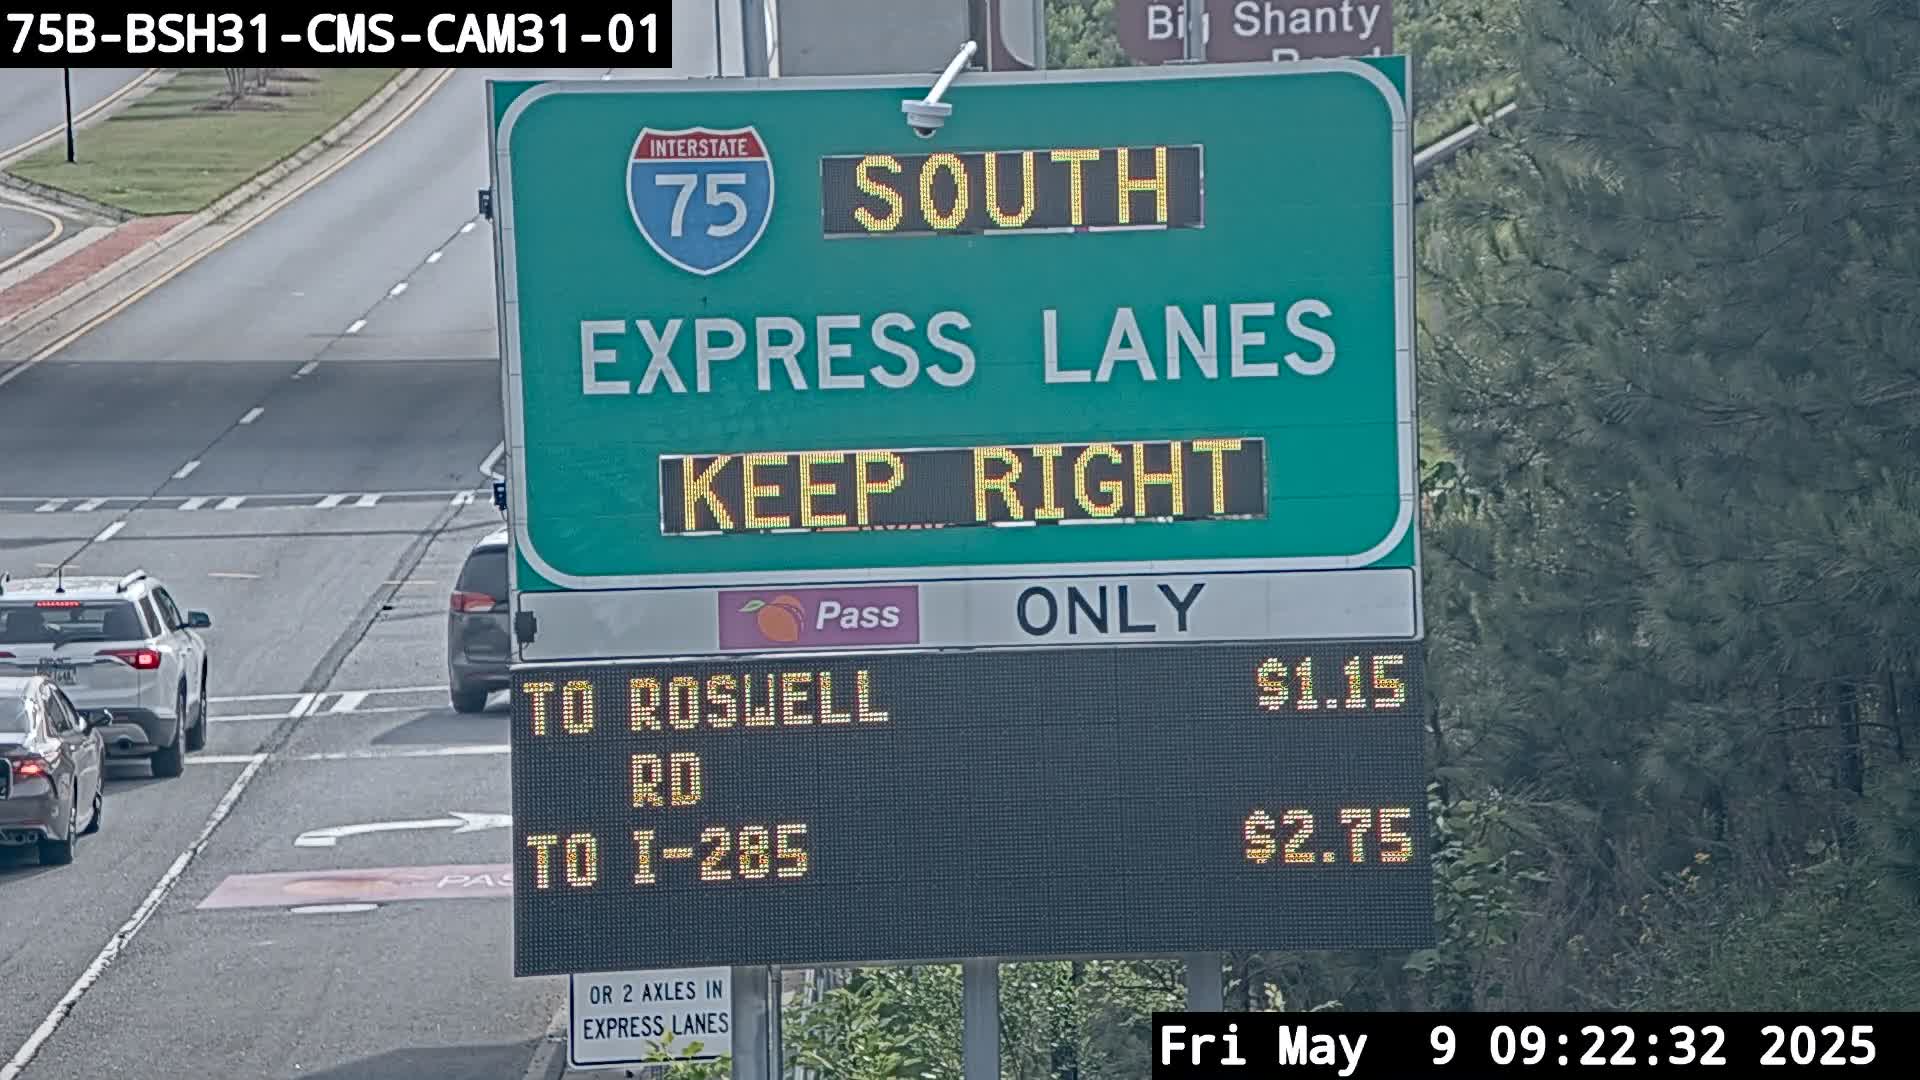 75B-BSH31-CMS-CAM31-01
Big Shanty
Road
INTERSTATE
75
SOUTH
EXPRESS LANES
KEEP RIGHT
Pass ONLY
TO ROSWELL $1.15
RD
TO I-285 $2.75
PAS
OR 2 AXLES IN
EXPRESS LANES
Fri May 9 09:22:32 2025